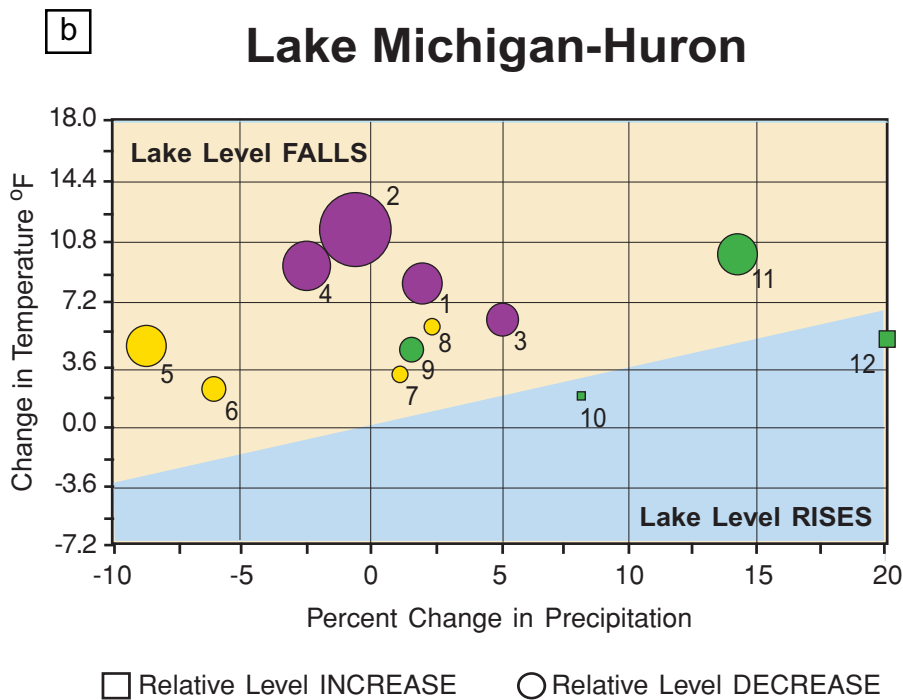 b
Lake Michigan-Huron
Change in Temperature ºF
18.0
14.4
10.8
7.2
3.6
0.0
-3.6
-7.2
Lake Level FALLS
2
4
1
11
3
8
5
9
12
6
7
10
Lake Level RISES
-10 -5 0 5 10 15 20
Percent Change in Precipitation
Relative Level INCREASE Relative Level DECREASE